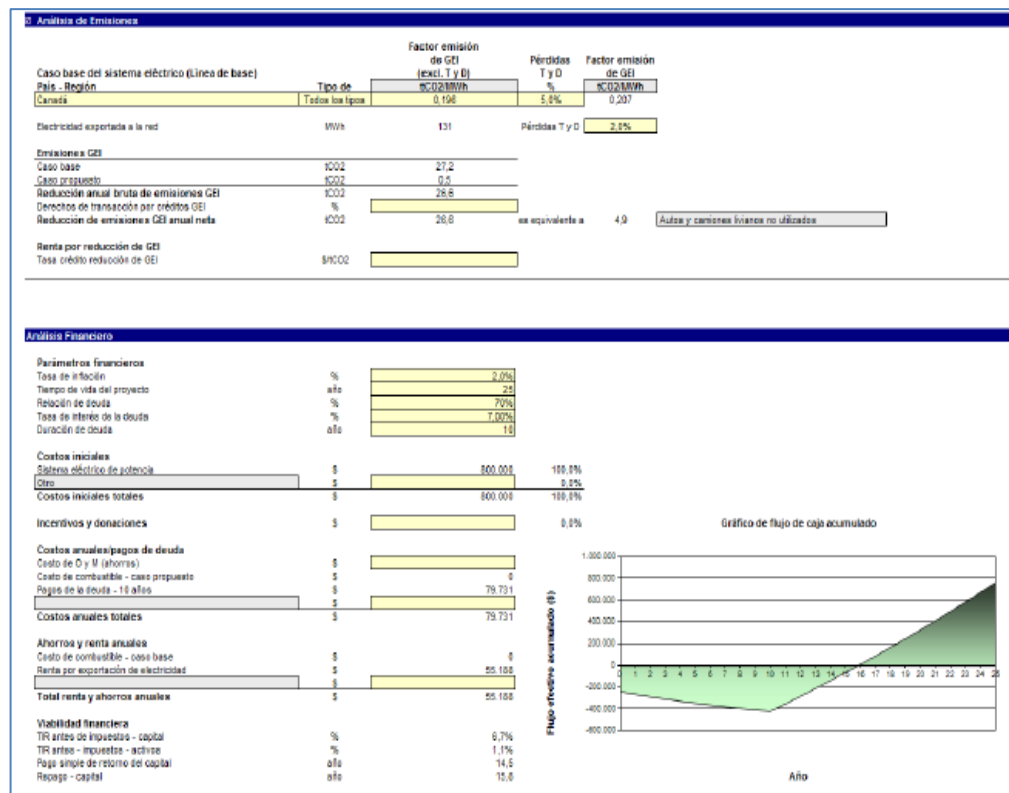 Análisis de Emisiones
Factor emisión
de GEI
(excl. T y D)
Pérdidas
T y D
Factor emisión
de GEI
Caso base del sistema eléctrico (Línea de base)
País - Región Tipo de tCO2/MWh % tCO2/MWh
Canadá Todos los tipos 0,196 5,0% 0,207
Electricidad exportada a la red MWh 131 Pérdidas T y D 2,0%
Emisiones GEI
Caso base tCO2 27,2
Caso propuesto tCO2 0,5
Reducción anual bruta de emisiones GEI tCO2 26,6
Derechos de transacción por créditos GEI %
Reducción de emisiones GEI anual neta tCO2 26,6 es equivalente a 4,9 Autos y camiones livianos no utilizados
Renta por reducción de GEI
Tasa crédito reducción de GEI $/tCO2
Análisis Financiero
Parámetros financieros
Tasa de inflación % 2,0%
Tiempo de vida del proyecto año 25
Relación de deuda % 70%
Tasa de interés de la deuda % 7,00%
Duración de deuda año 10
Costos iniciales
Sistema eléctrico de potencia $ 800.000 100,0%
Otro $ 0,0%
Costos iniciales totales $ 800.000 100,0%
Incentivos y donaciones $ 0,0%
Costos anuales/pagos de deuda
Costo de O y M (ahorros) $
Costo de combustible - caso propuesto $ 0
Pagos de la deuda - 10 años $ 79.731
$
Costos anuales totales $ 79.731
Ahorros y renta anuales
Costo de combustible - caso base $ 0
Renta por exportación de electricidad $ 55.188
$
Total renta y ahorros anuales $ 55.188
Viabilidad financiera
TIR antes de impuestos - capital % 6,7%
TIR antes - impuestos - activos % 1,1%
Pago simple de retorno del capital año 14,5
Repago - capital año 15,8
Gráfico de flujo de caja acumulado
Flujo efectivo acumulado ($)
1.000.000
800.000
600.000
400.000
200.000
0
-200.000
-400.000
-600.000
0 1 2 3 4 5 6 7 8 9 10 11 12 13 14 15 16 17 18 19 20 21 22 23 24 25
Año